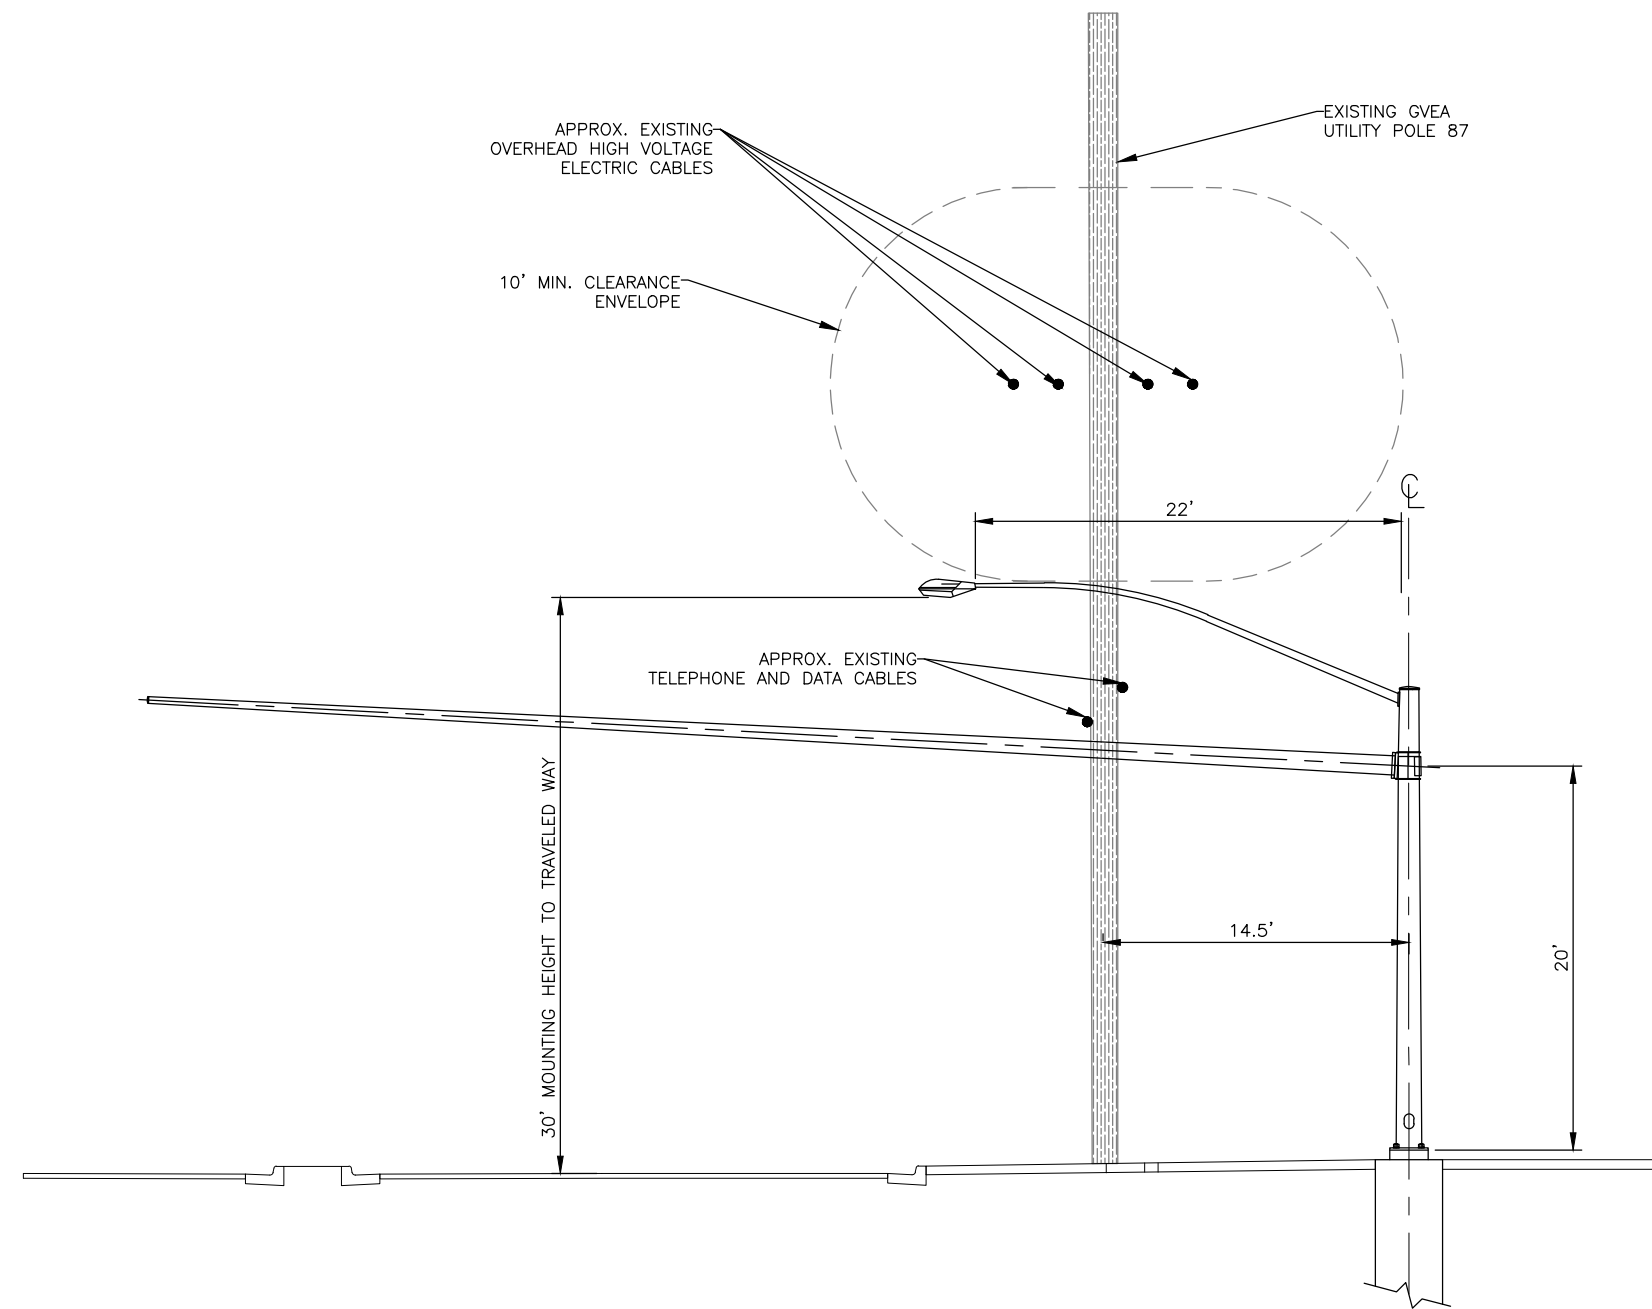 EXISTING GVEA
UTILITY POLE 87
APPROX. EXISTING
OVERHEAD HIGH VOLTAGE
ELECTRIC CABLES
10' MIN. CLEARANCE
ENVELOPE
22'
APPROX. EXISTING
TELEPHONE AND DATA CABLES
30' MOUNTING HEIGHT TO TRAVELED WAY
14.5'
20'